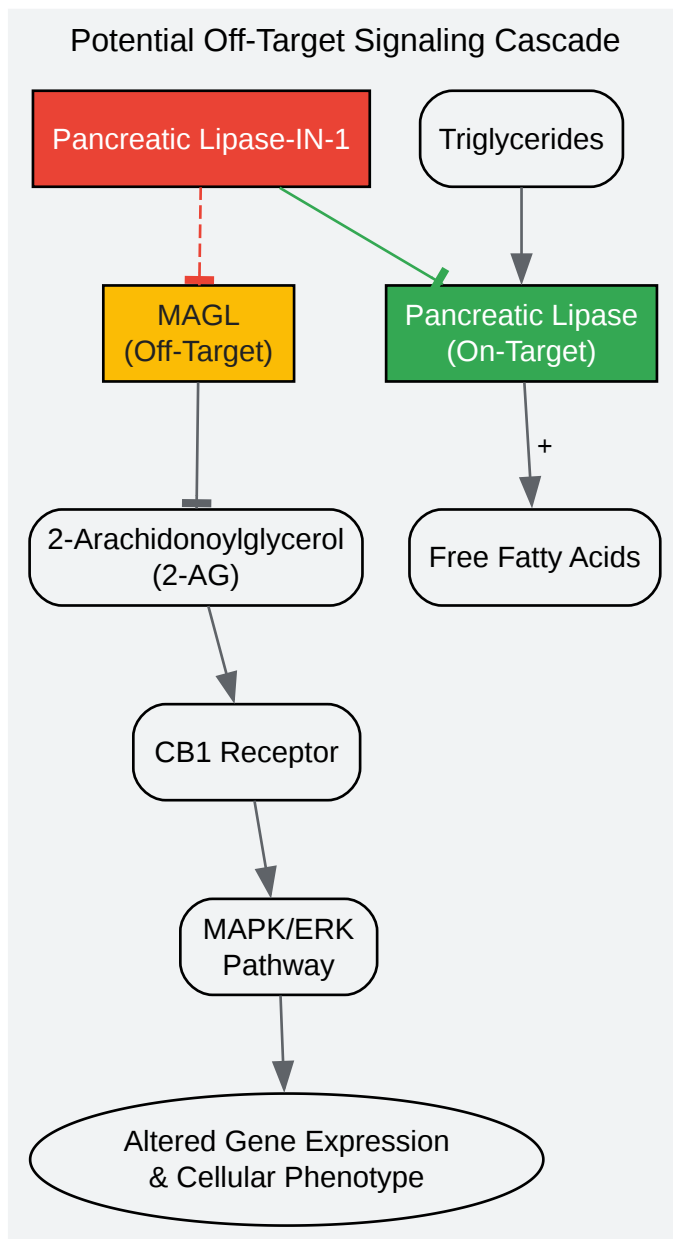 Potential Off-Target Signaling Cascade
Pancreatic Lipase-IN-1
Triglycerides
MAGL
(Off-Target)
Pancreatic Lipase
(On-Target)
+
2-Arachidonoylglycerol
(2-AG)
Free Fatty Acids
CB1 Receptor
MAPK/ERK
Pathway
Altered Gene Expression
& Cellular Phenotype